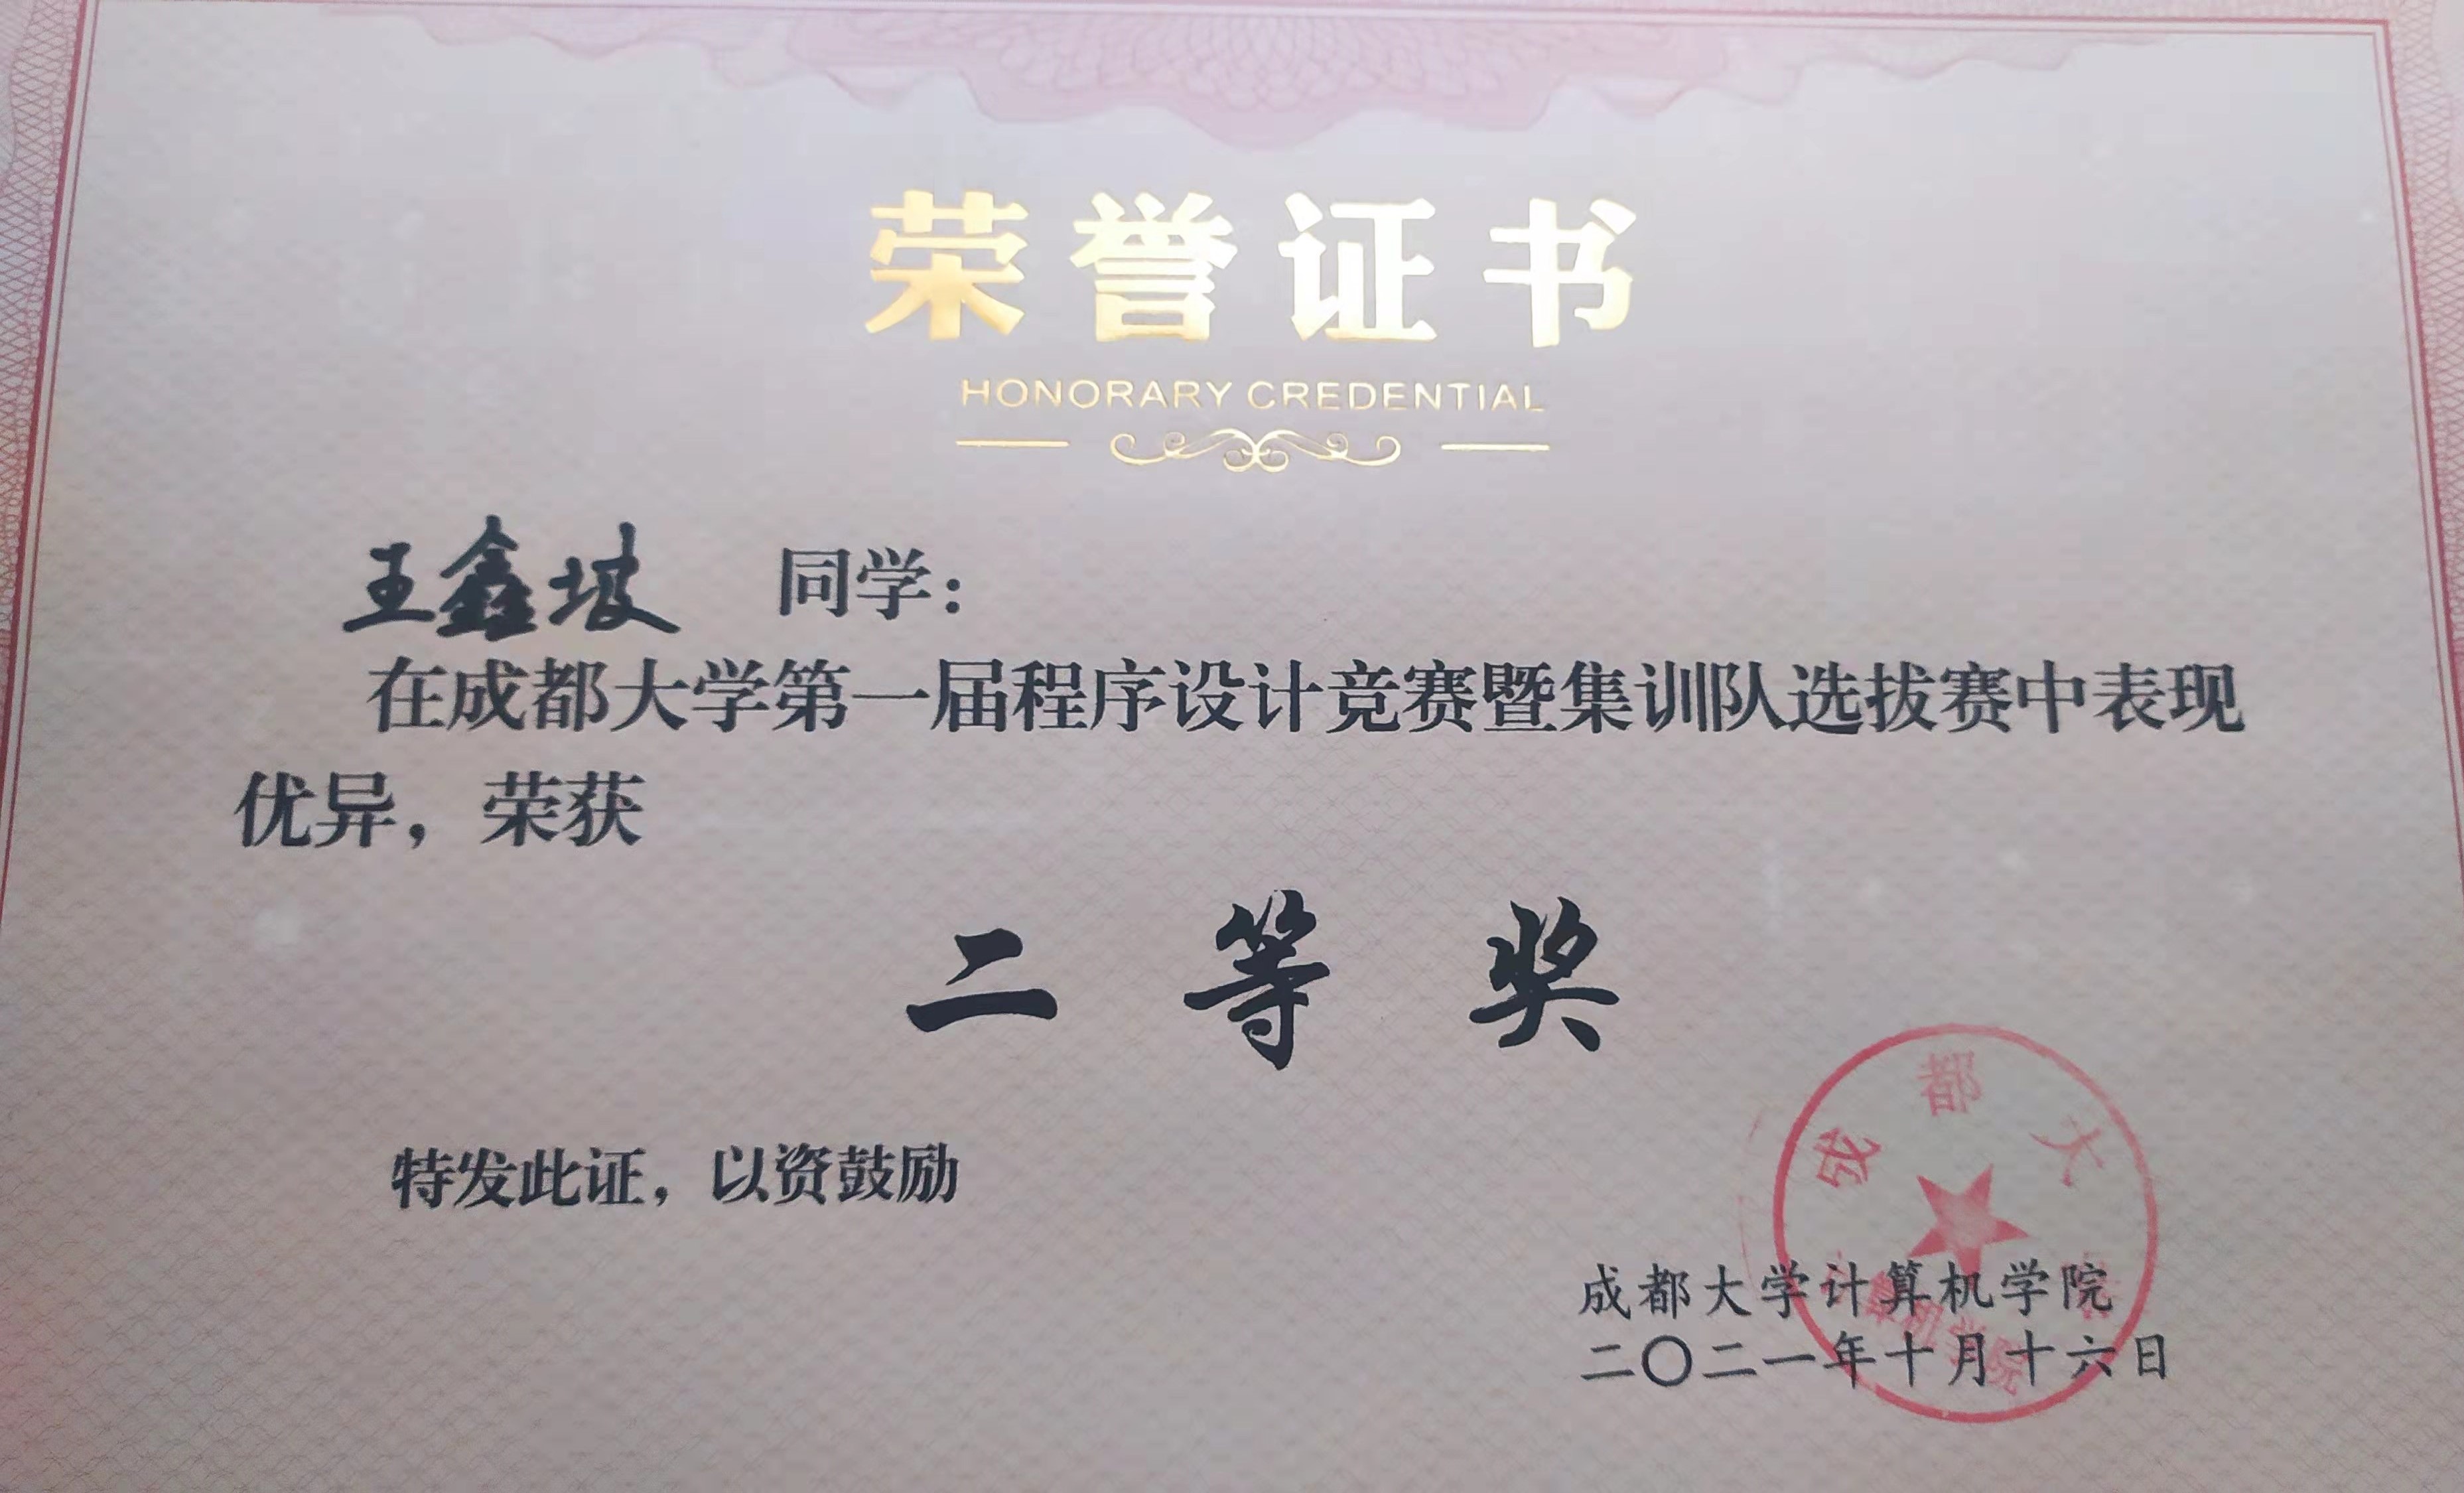 荣誉证书
HONORARY CREDENTIAL
王鑫坡 同学：
在成都大学第一届程序设计竞赛暨集训队选拔赛中表现
优异，荣获
二等奖
特发此证，以资鼓励
成都大学
计算机学院
成都大学计算机学院
二〇二一年十月十六日